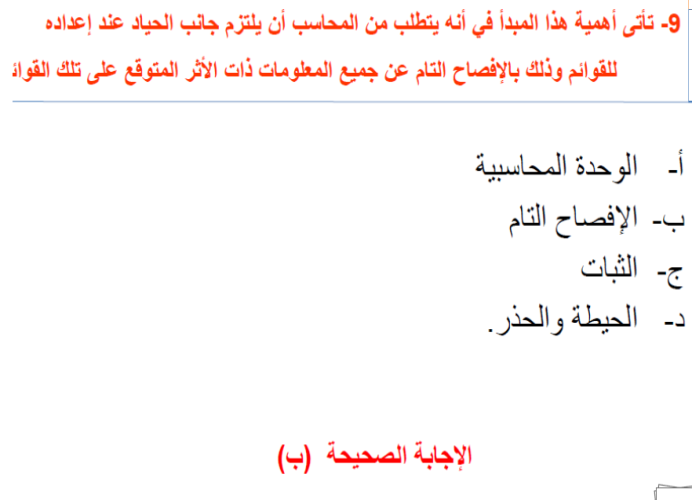 9- تأتى أهمية هذا المبدأ في أنه يتطلب من المحاسب أن يلتزم جانب الحياد عند إعداده
للقوائم وذلك بالإفصاح التام عن جميع المعلومات ذات الأثر المتوقع على تلك
أ- الوحدة المحاسبية
ب- الإفصاح التام
ج- الثبات
د- الحيطة والحذر.
الإجابة الصحيحة (ب)